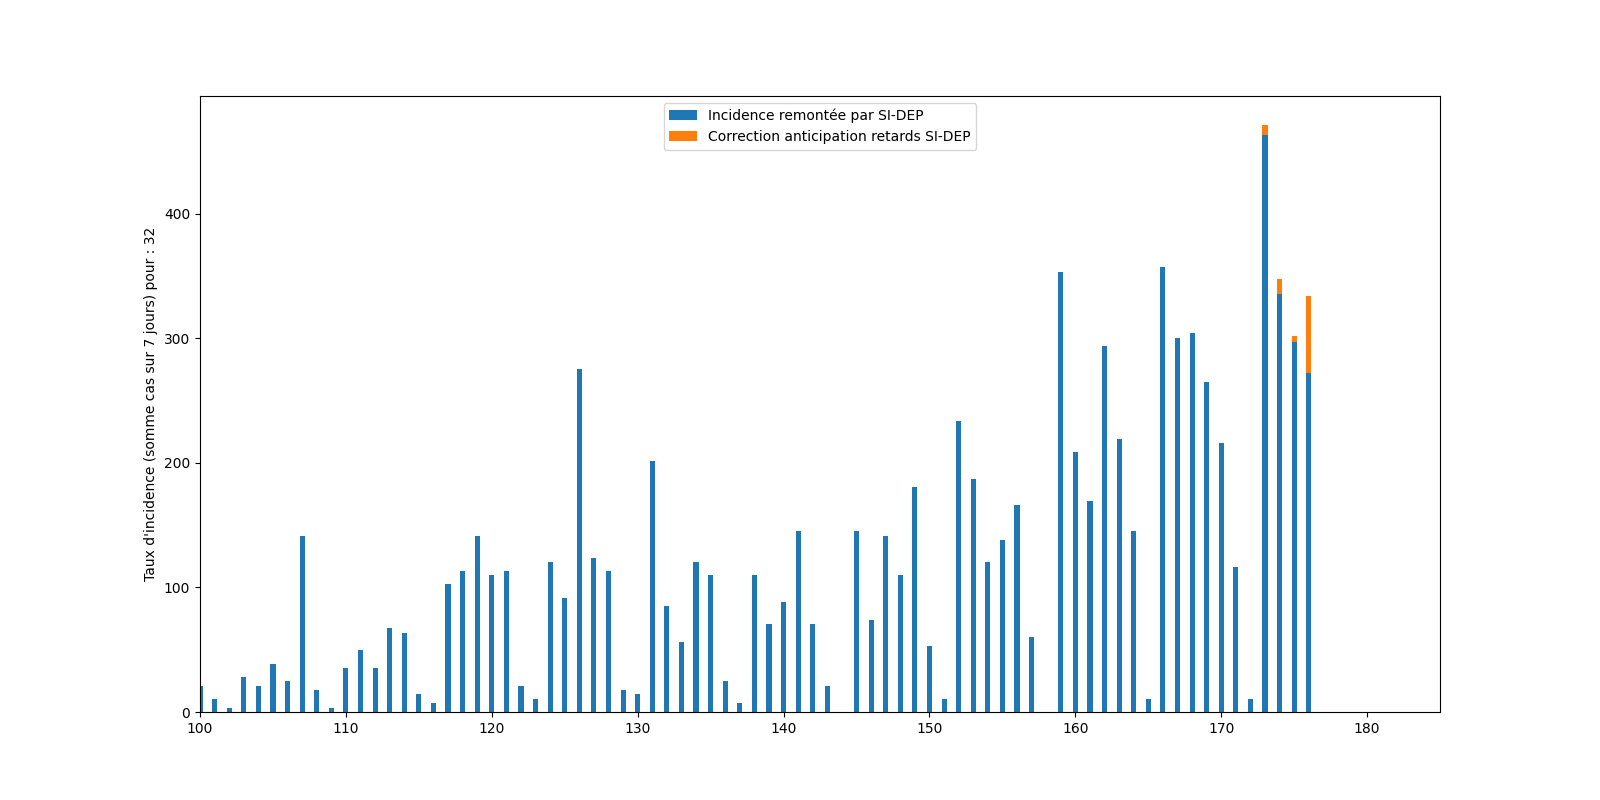 Incidence remontée par SI-DEP
Correction anticipation retards SI-DEP
Taux d'incidence (somme cas sur 7 jours) pour : 32
400
300
200
100
0
100 110 120 130 140 150 160 170 180